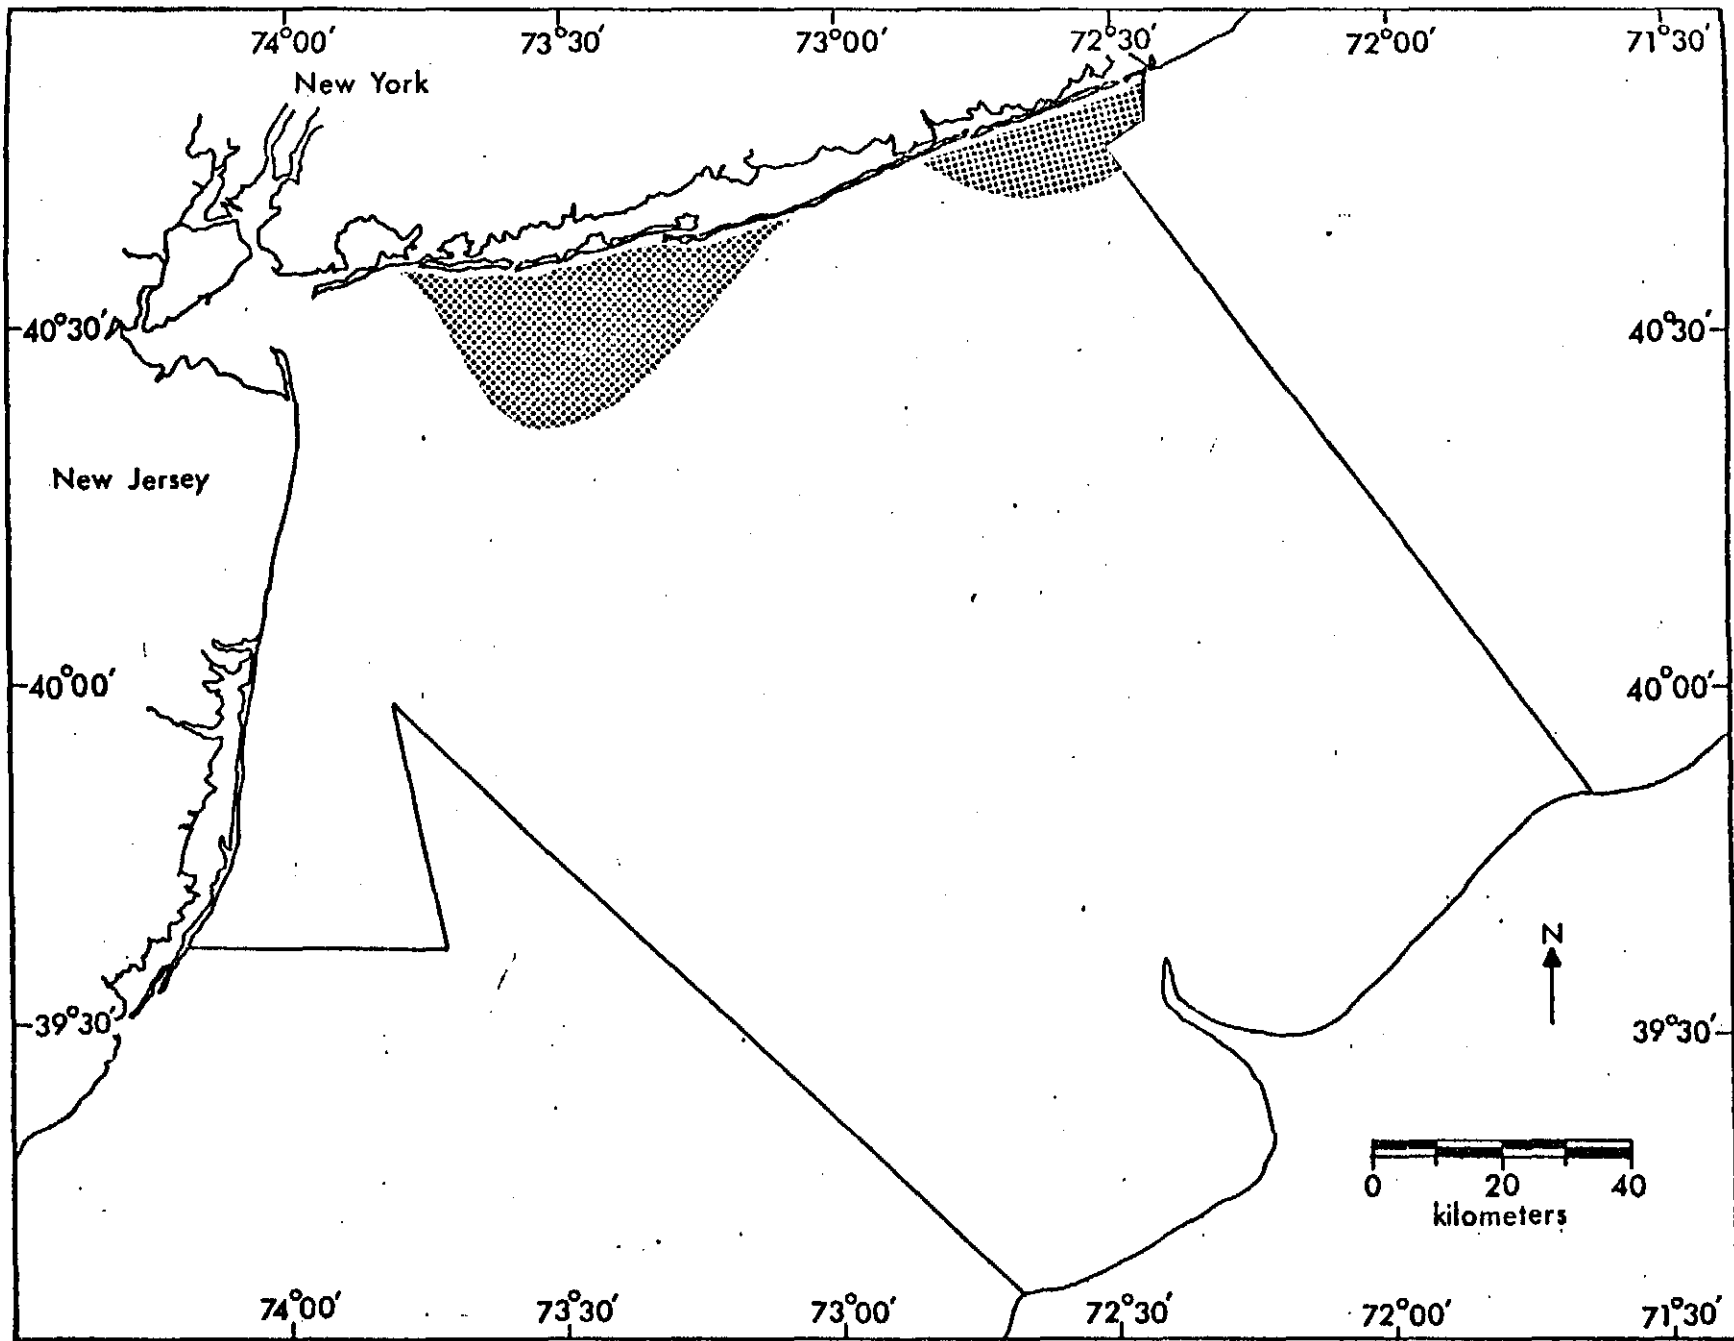 74°00′ 73°30′ 73°00′ 72°30′ 72°00′ 71°30′
New York
40°30′ 40°30′
New Jersey
40°00′ 40°00′
N
39°30′ 39°30′
0 20 40
kilometers
74°00′ 73°30′ 73°00′ 72°30′ 72°00′ 71°30′